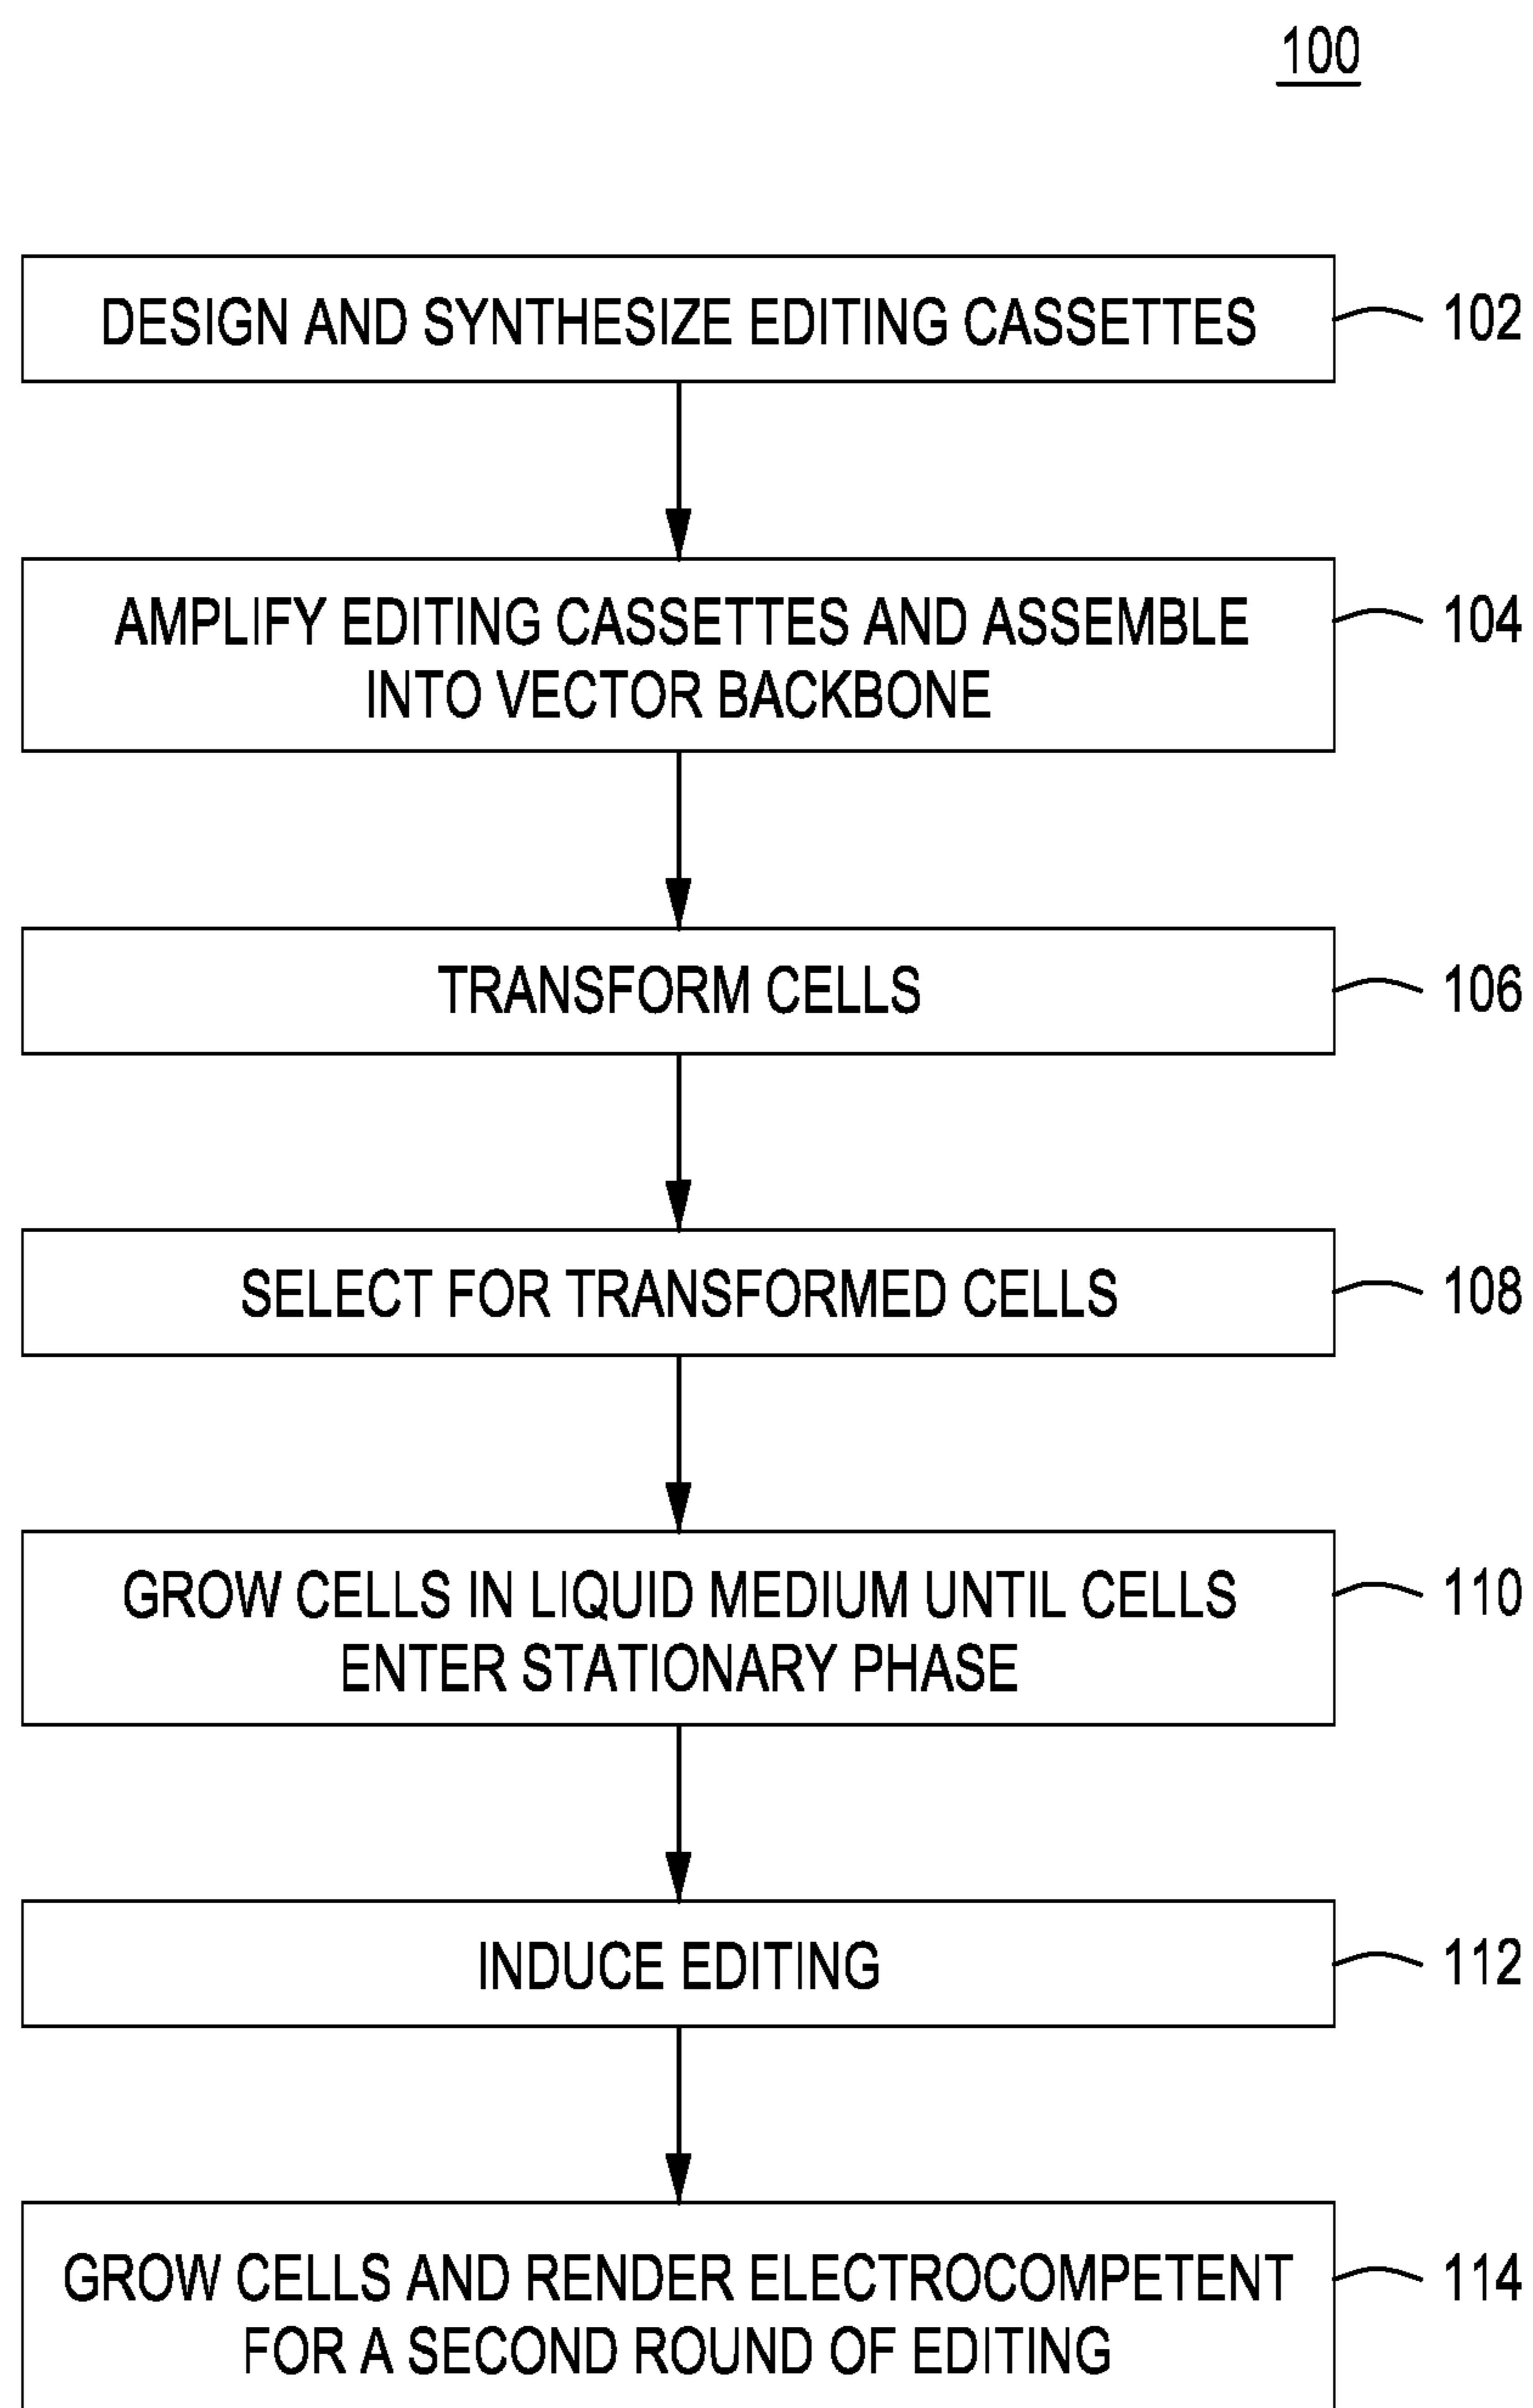 100
DESIGN AND SYNTHESIZE EDITING CASSETTES
102
AMPLIFY EDITING CASSETTES AND ASSEMBLE
INTO VECTOR BACKBONE
104
TRANSFORM CELLS
106
SELECT FOR TRANSFORMED CELLS
108
GROW CELLS IN LIQUID MEDIUM UNTIL CELLS
ENTER STATIONARY PHASE
110
INDUCE EDITING
112
GROW CELLS AND RENDER ELECTROCOMPETENT
FOR A SECOND ROUND OF EDITING
114